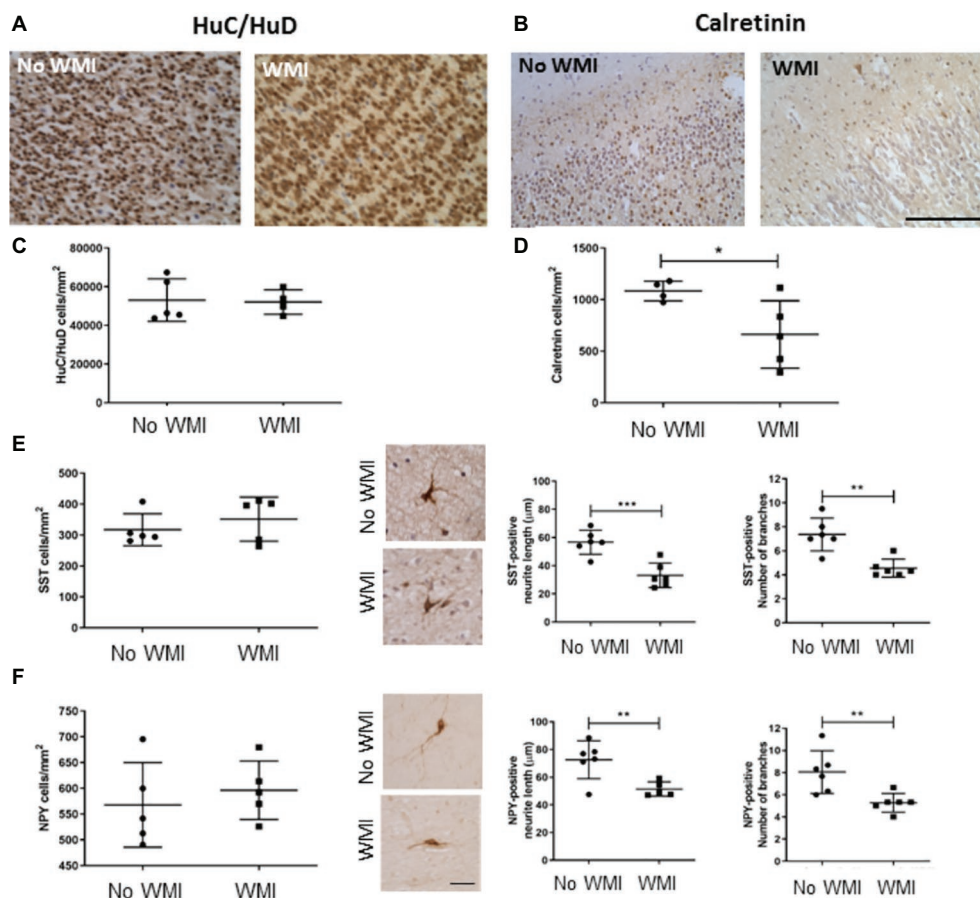 A HuC/HuD
No WMI WMI
B Calretinin
No WMI WMI
C
HuC/HuD cells/mm²
80000
60000
40000
20000
0
No WMI WMI
D
Calretnin cells/mm²
1500
1000
500
0
*
No WMI WMI
E
SST cells/mm²
500
400
300
200
100
0
No WMI WMI
No WMI
WMI
SST-positive
neurite length (μm)
100
80
60
40
20
0
***
No WMI WMI
SST-positive
Number of branches
12
10
8
6
4
2
0
**
No WMI WMI
F
NPY cells/mm²
750
700
650
600
550
500
450
No WMI WMI
No WMI
WMI
NPY-positive
neurite lenth (μm)
100
80
60
40
20
0
**
No WMI WMI
NPY-positive
Number of branches
12
10
8
6
4
2
0
**
No WMI WMI